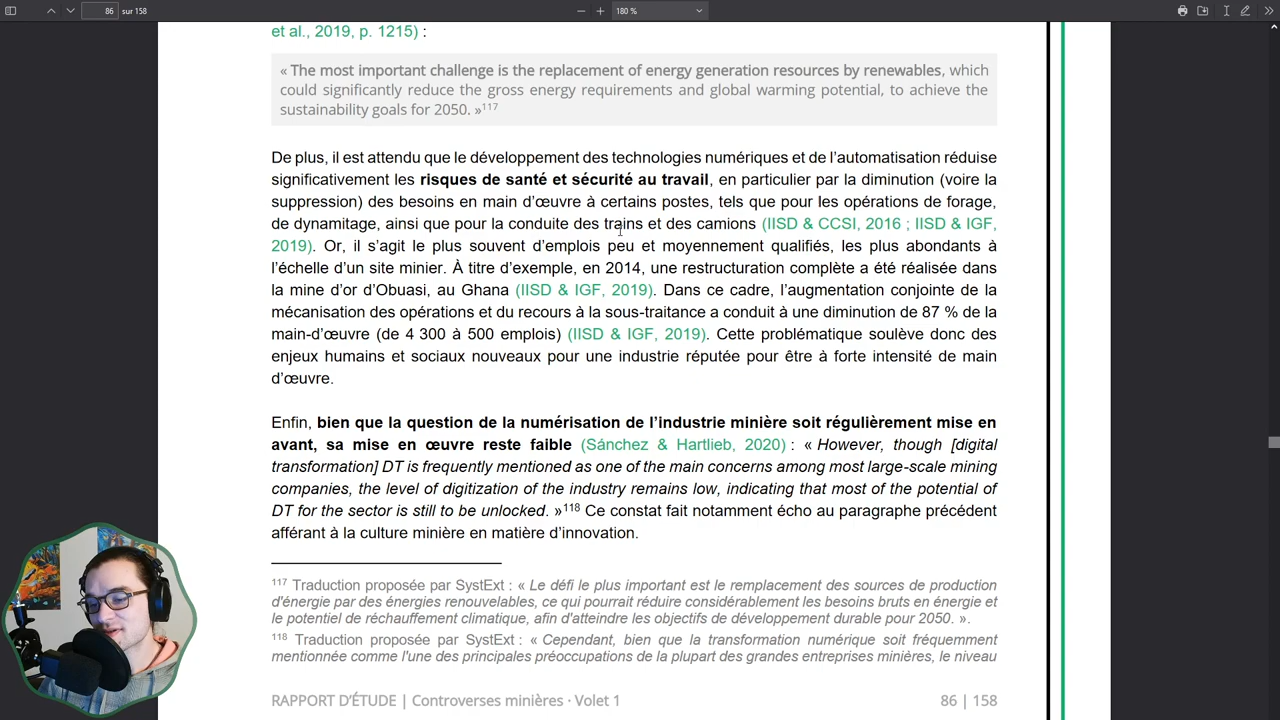 86 sur 158
180 %
et al., 2019, p. 1215) :
« The most important challenge is the replacement of energy generation resources by renewables, which
could significantly reduce the gross energy requirements and global warming potential, to achieve the
sustainability goals for 2050. »117
De plus, il est attendu que le développement des technologies numériques et de l’automatisation réduise
significativement les risques de santé et sécurité au travail, en particulier par la diminution (voire la
suppression) des besoins en main d’œuvre à certains postes, tels que pour les opérations de forage,
de dynamitage, ainsi que pour la conduite des trains et des camions (IISD & CCSI, 2016 ; IISD & IGF,
2019). Or, il s’agit le plus souvent d’emplois peu et moyennement qualifiés, les plus abondants à
l’échelle d’un site minier. À titre d’exemple, en 2014, une restructuration complète a été réalisée dans
la mine d’or d’Obuasi, au Ghana (IISD & IGF, 2019). Dans ce cadre, l’augmentation conjointe de la
mécanisation des opérations et du recours à la sous-traitance a conduit à une diminution de 87 % de la
main-d’œuvre (de 4 300 à 500 emplois) (IISD & IGF, 2019). Cette problématique soulève donc des
enjeux humains et sociaux nouveaux pour une industrie réputée pour être à forte intensité de main
d’œuvre.
Enfin, bien que la question de la numérisation de l’industrie minière soit régulièrement mise en
avant, sa mise en œuvre reste faible (Sánchez & Hartlieb, 2020) : « However, though [digital
transformation] DT is frequently mentioned as one of the main concerns among most large-scale mining
companies, the level of digitization of the industry remains low, indicating that most of the potential of
DT for the sector is still to be unlocked. »118 Ce constat fait notamment écho au paragraphe précédent
afférant à la culture minière en matière d’innovation.
117 Traduction proposée par SystExt : « Le défi le plus important est le remplacement des sources de production
d'énergie par des énergies renouvelables, ce qui pourrait réduire considérablement les besoins bruts en énergie et
le potentiel de réchauffement climatique, afin d'atteindre les objectifs de développement durable pour 2050. ».
118 Traduction proposée par SystExt : « Cependant, bien que la transformation numérique soit fréquemment
mentionnée comme l'une des principales préoccupations de la plupart des grandes entreprises minières, le niveau
RAPPORT D’ÉTUDE | Controverses minières · Volet 1
86 | 158